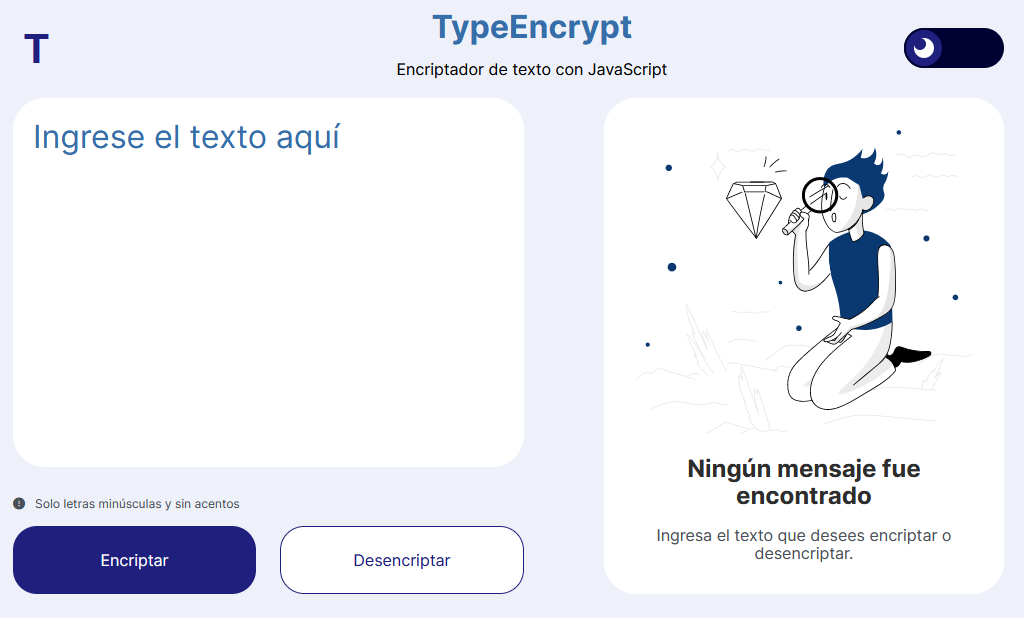 T
TypeEncrypt
Encriptador de texto con JavaScript
Ingrese el texto aquí
Solo letras minúsculas y sin acentos
Encriptar
Desencriptar
Ningún mensaje fue
encontrado
Ingresa el texto que desees encriptar o
desencriptar.